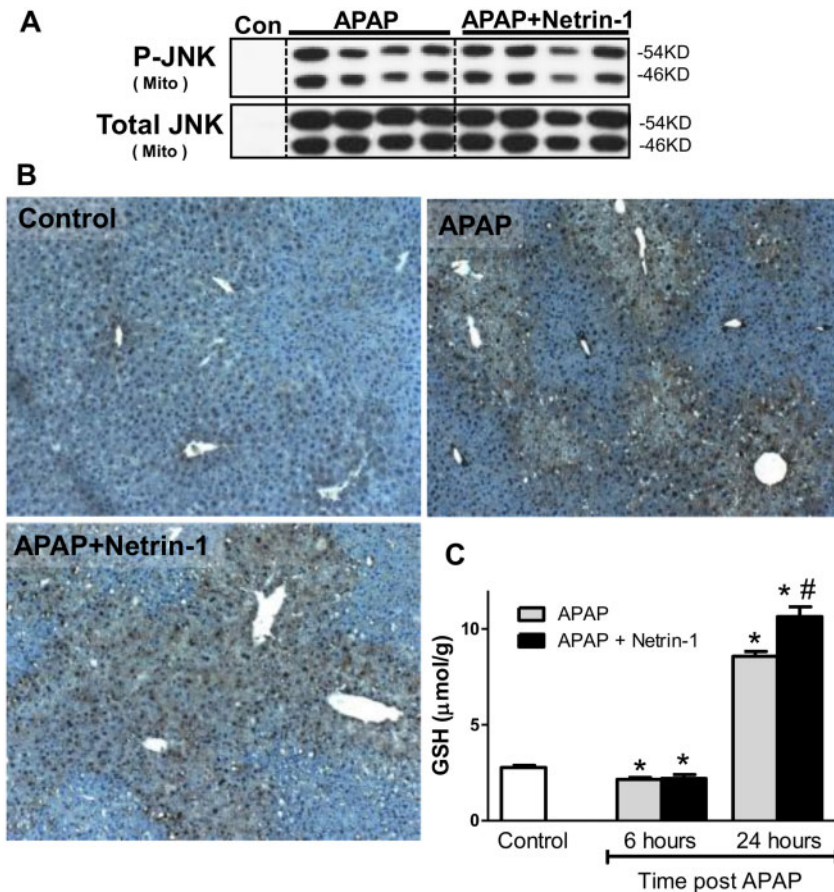 A
Con APAP APAP+Netrin-1
P-JNK
( Mito )
-54KD
-46KD
Total JNK
( Mito )
-54KD
-46KD
B
Control
APAP
APAP+Netrin-1
C
GSH (μmol/g)
10
5
0
APAP
APAP + Netrin-1
* * * * #
Control 6 hours 24 hours
Time post APAP